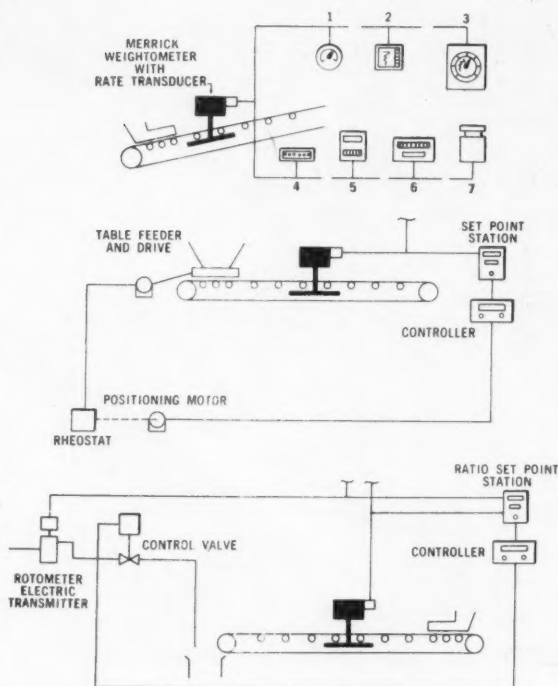 1 2 3
MERRICK
WEIGHTOMETER
WITH
RATE TRANSDUCER
4 5 6 7
TABLE FEEDER
AND DRIVE
SET POINT
STATION
CONTROLLER
POSITIONING MOTOR
RHEOSTAT
RATIO SET POINT
STATION
CONTROL VALVE
CONTROLLER
ROTOMETER
ELECTRIC
TRANSMITTER